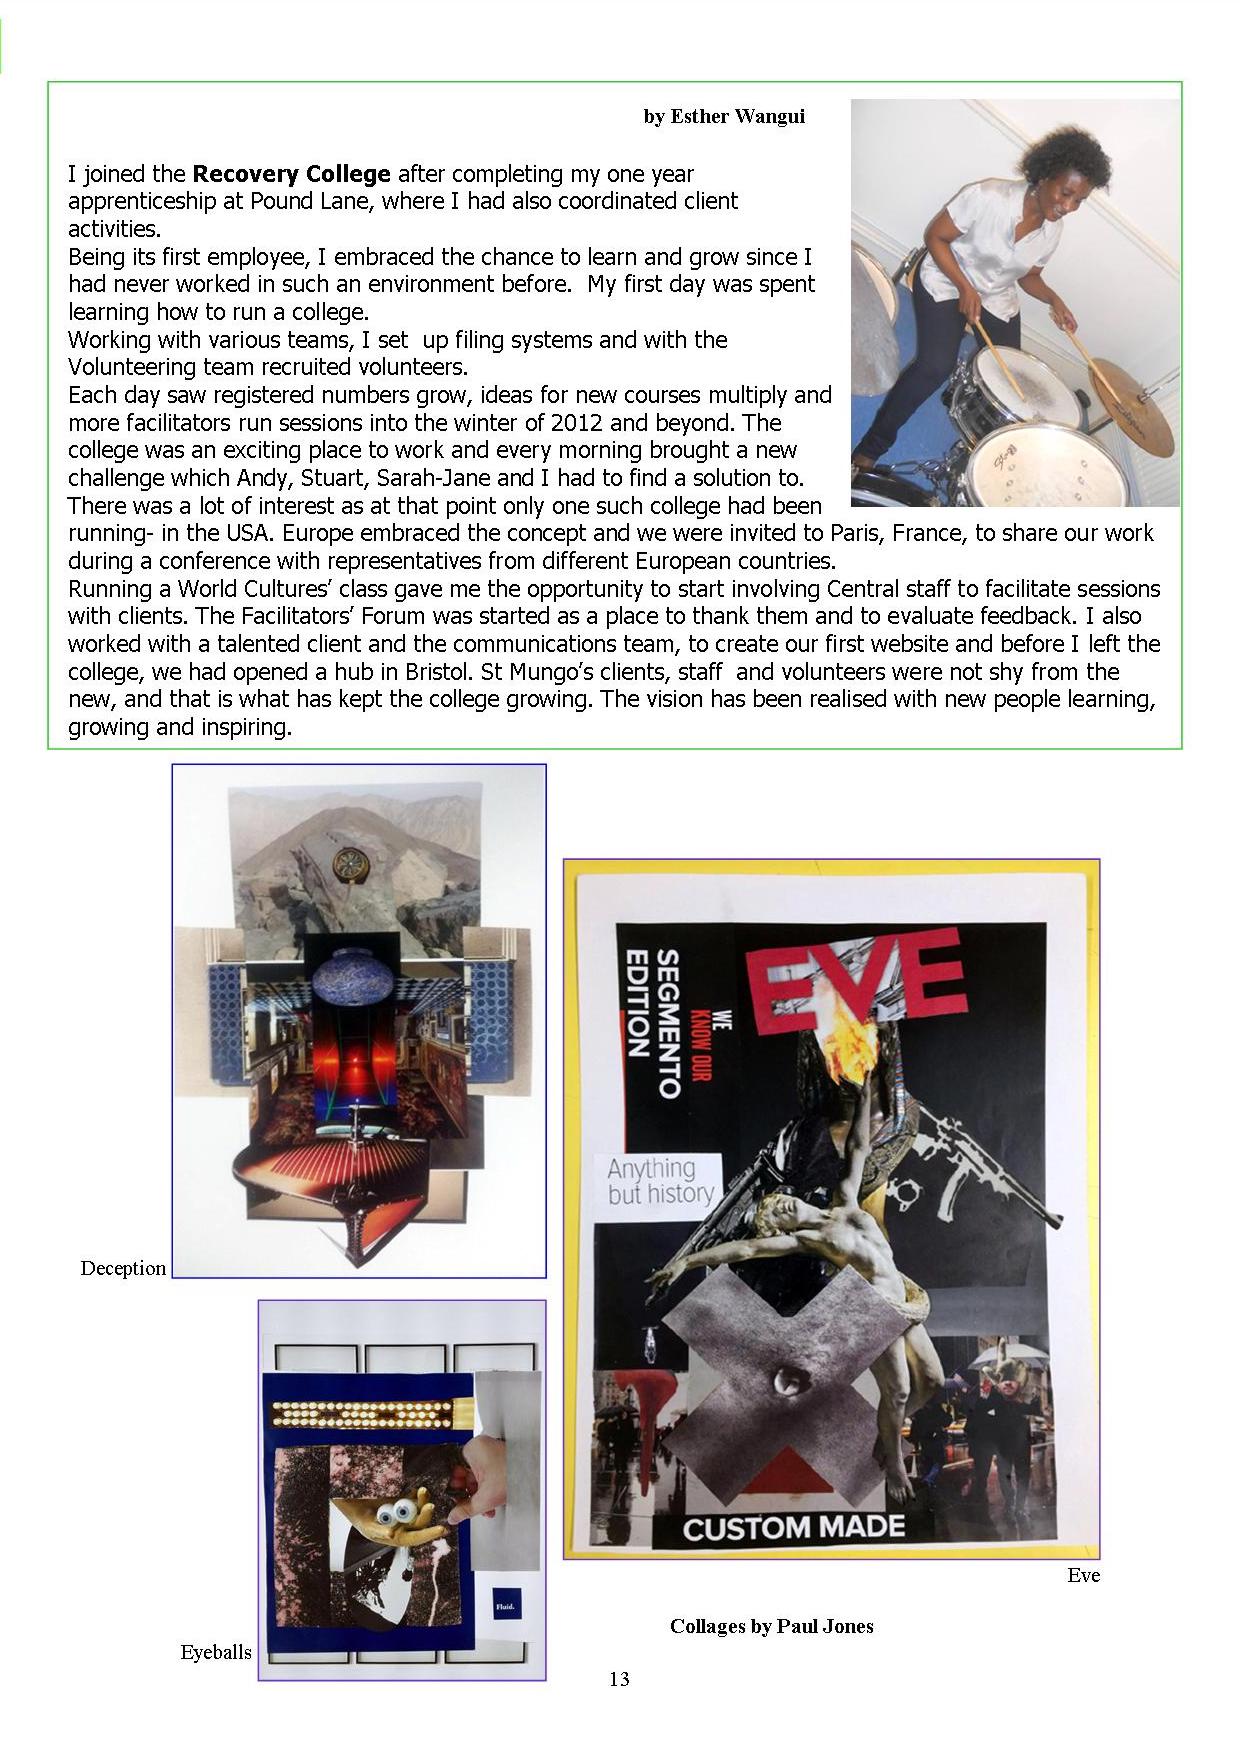 by Esther Wangui
I joined the Recovery College after completing my one year
apprenticeship at Pound Lane, where I had also coordinated client
activities.
Being its first employee, I embraced the chance to learn and grow since I
had never worked in such an environment before.  My first day was spent
learning how to run a college.
Working with various teams, I set  up filing systems and with the
Volunteering team recruited volunteers.
Each day saw registered numbers grow, ideas for new courses multiply and
more facilitators run sessions into the winter of 2012 and beyond. The
college was an exciting place to work and every morning brought a new
challenge which Andy, Stuart, Sarah-Jane and I had to find a solution to.
There was a lot of interest as at that point only one such college had been
running- in the USA. Europe embraced the concept and we were invited to Paris, France, to share our work
during a conference with representatives from different European countries.
Running a World Cultures’ class gave me the opportunity to start involving Central staff to facilitate sessions
with clients. The Facilitators’ Forum was started as a place to thank them and to evaluate feedback. I also
worked with a talented client and the communications team, to create our first website and before I left the
college, we had opened a hub in Bristol. St Mungo’s clients, staff  and volunteers were not shy from the
new, and that is what has kept the college growing. The vision has been realised with new people learning,
growing and inspiring.
Deception
EVE
WE
KNOW OUR
SEGMENTO
EDITION
Anything
but history
CUSTOM MADE
Eve
Fluid.
Eyeballs
Collages by Paul Jones
13